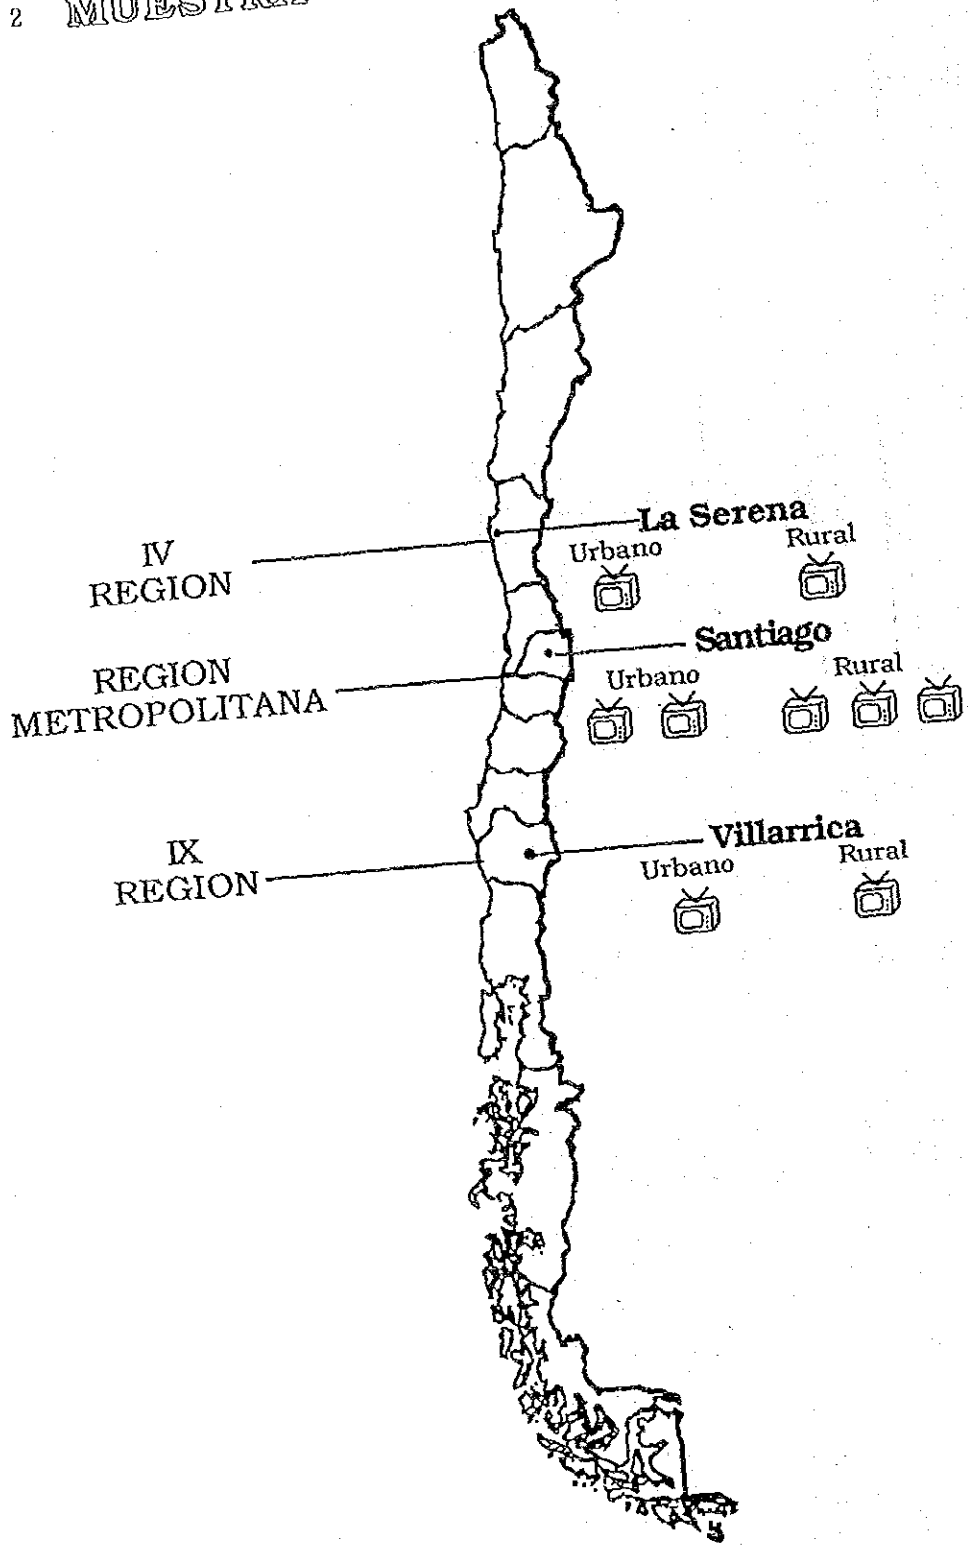 2 MUESTRA
La Serena
IV
REGION
Urbano Rural
Santiago
REGION
METROPOLITANA
Urbano Rural
Villarrica
IX
REGION
Urbano Rural